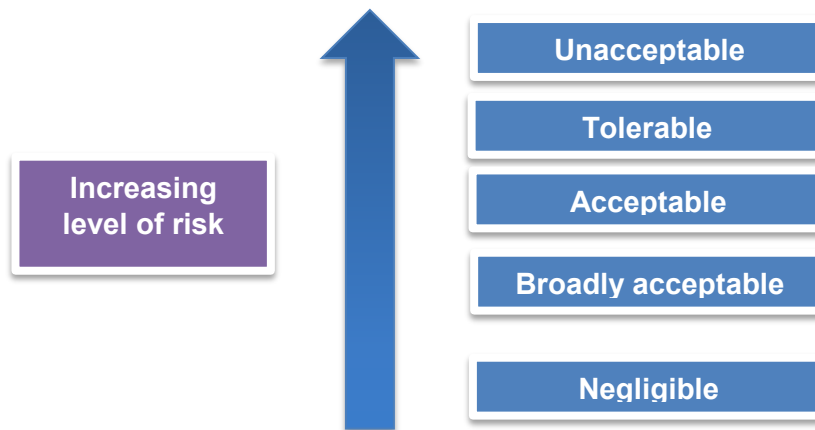 Unacceptable
Tolerable
Increasing
level of risk
Acceptable
Broadly acceptable
Negligible